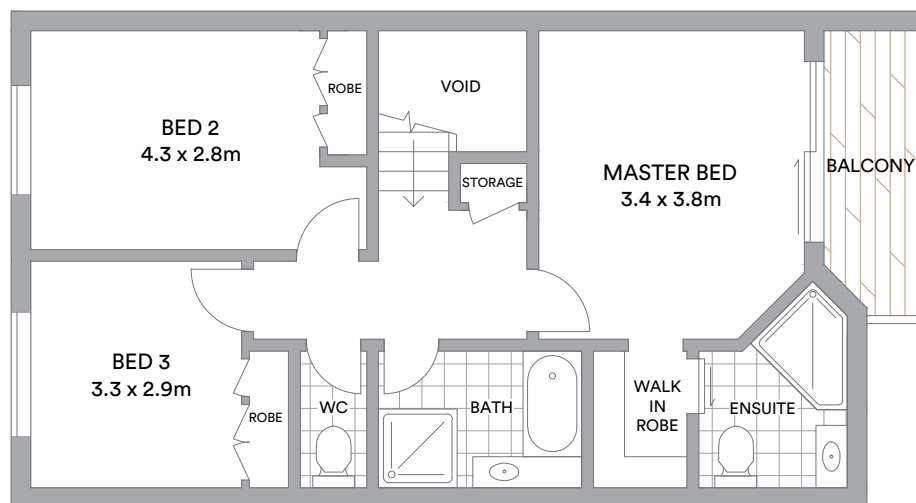 BED 2
4.3 x 2.8m
ROBE
VOID
STORAGE
MASTER BED
3.4 x 3.8m
BALCONY
BED 3
3.3 x 2.9m
ROBE
WC
BATH
WALK
IN
ROBE
ENSUITE